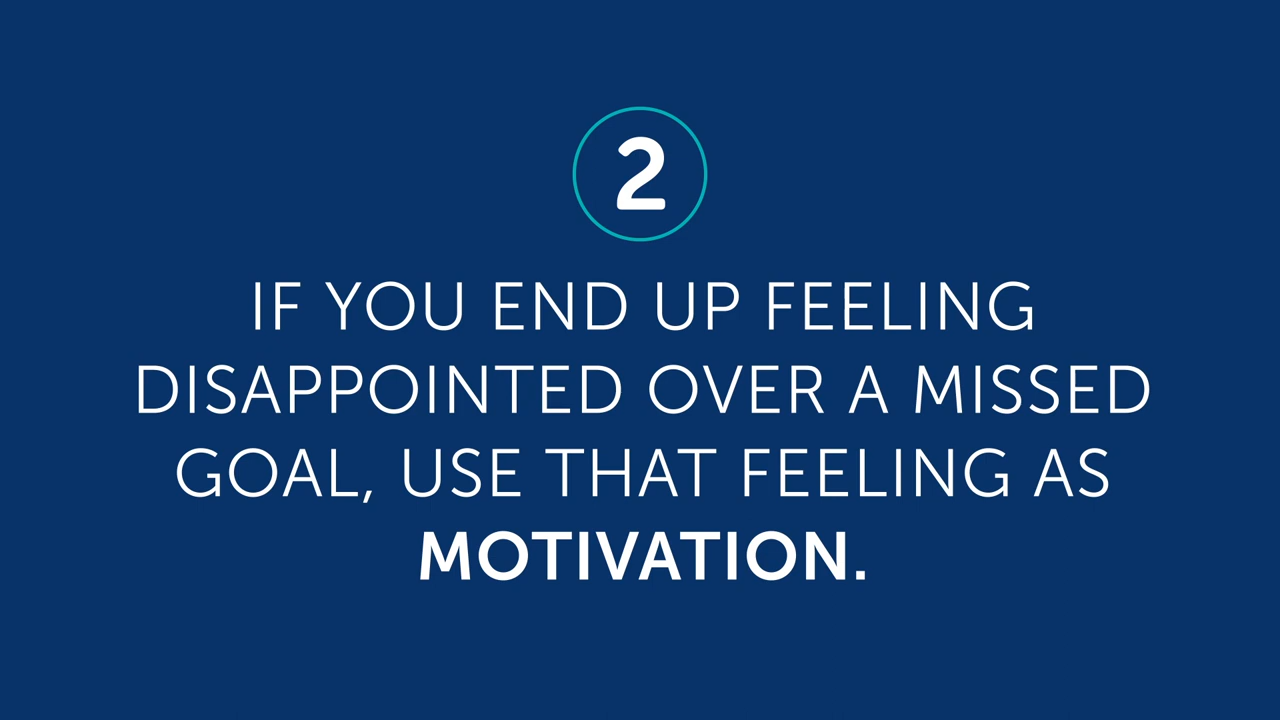 2
IF YOU END UP FEELING
DISAPPOINTED OVER A MISSED
GOAL, USE THAT FEELING AS
MOTIVATION.